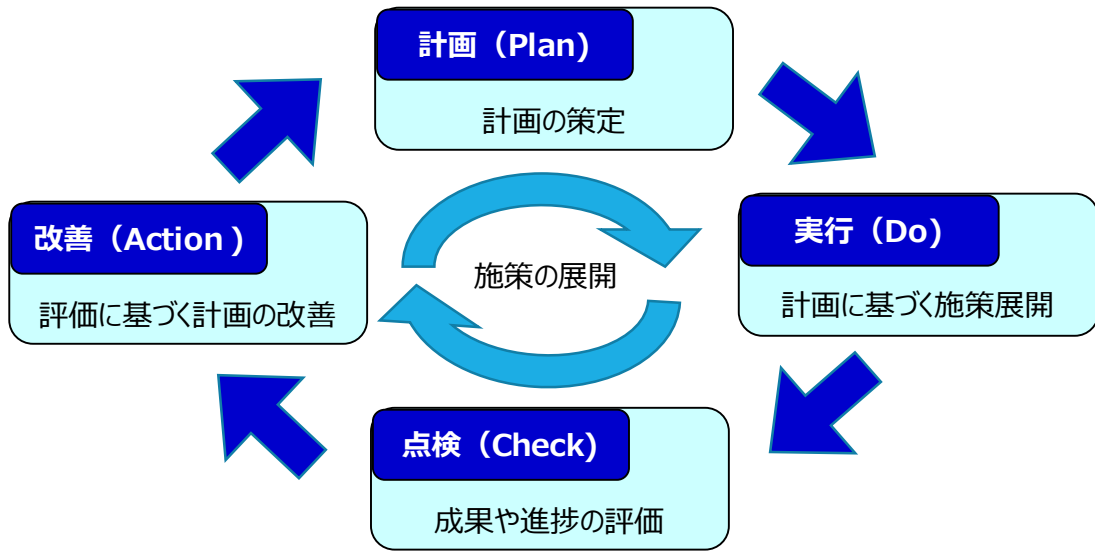 計画（Plan)
計画の策定
改善（Action )
評価に基づく計画の改善
施策の展開
実行（Do)
計画に基づく施策展開
点検（Check)
成果や進捗の評価